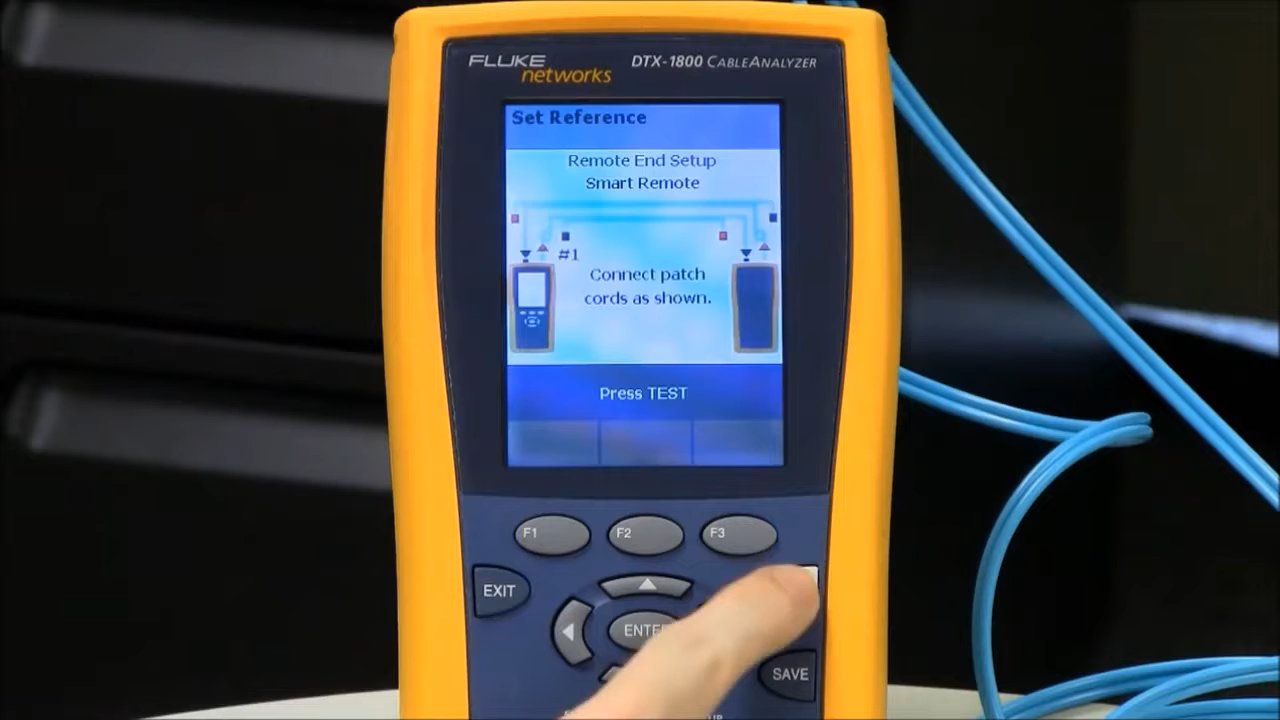 FLUKE
networks
DTX-1800 CABLEANALYZER
Set Reference
Remote End Setup
Smart Remote
#1
Connect patch
cords as shown.
Press TEST
F1
F2
F3
EXIT
ENTE
SAVE